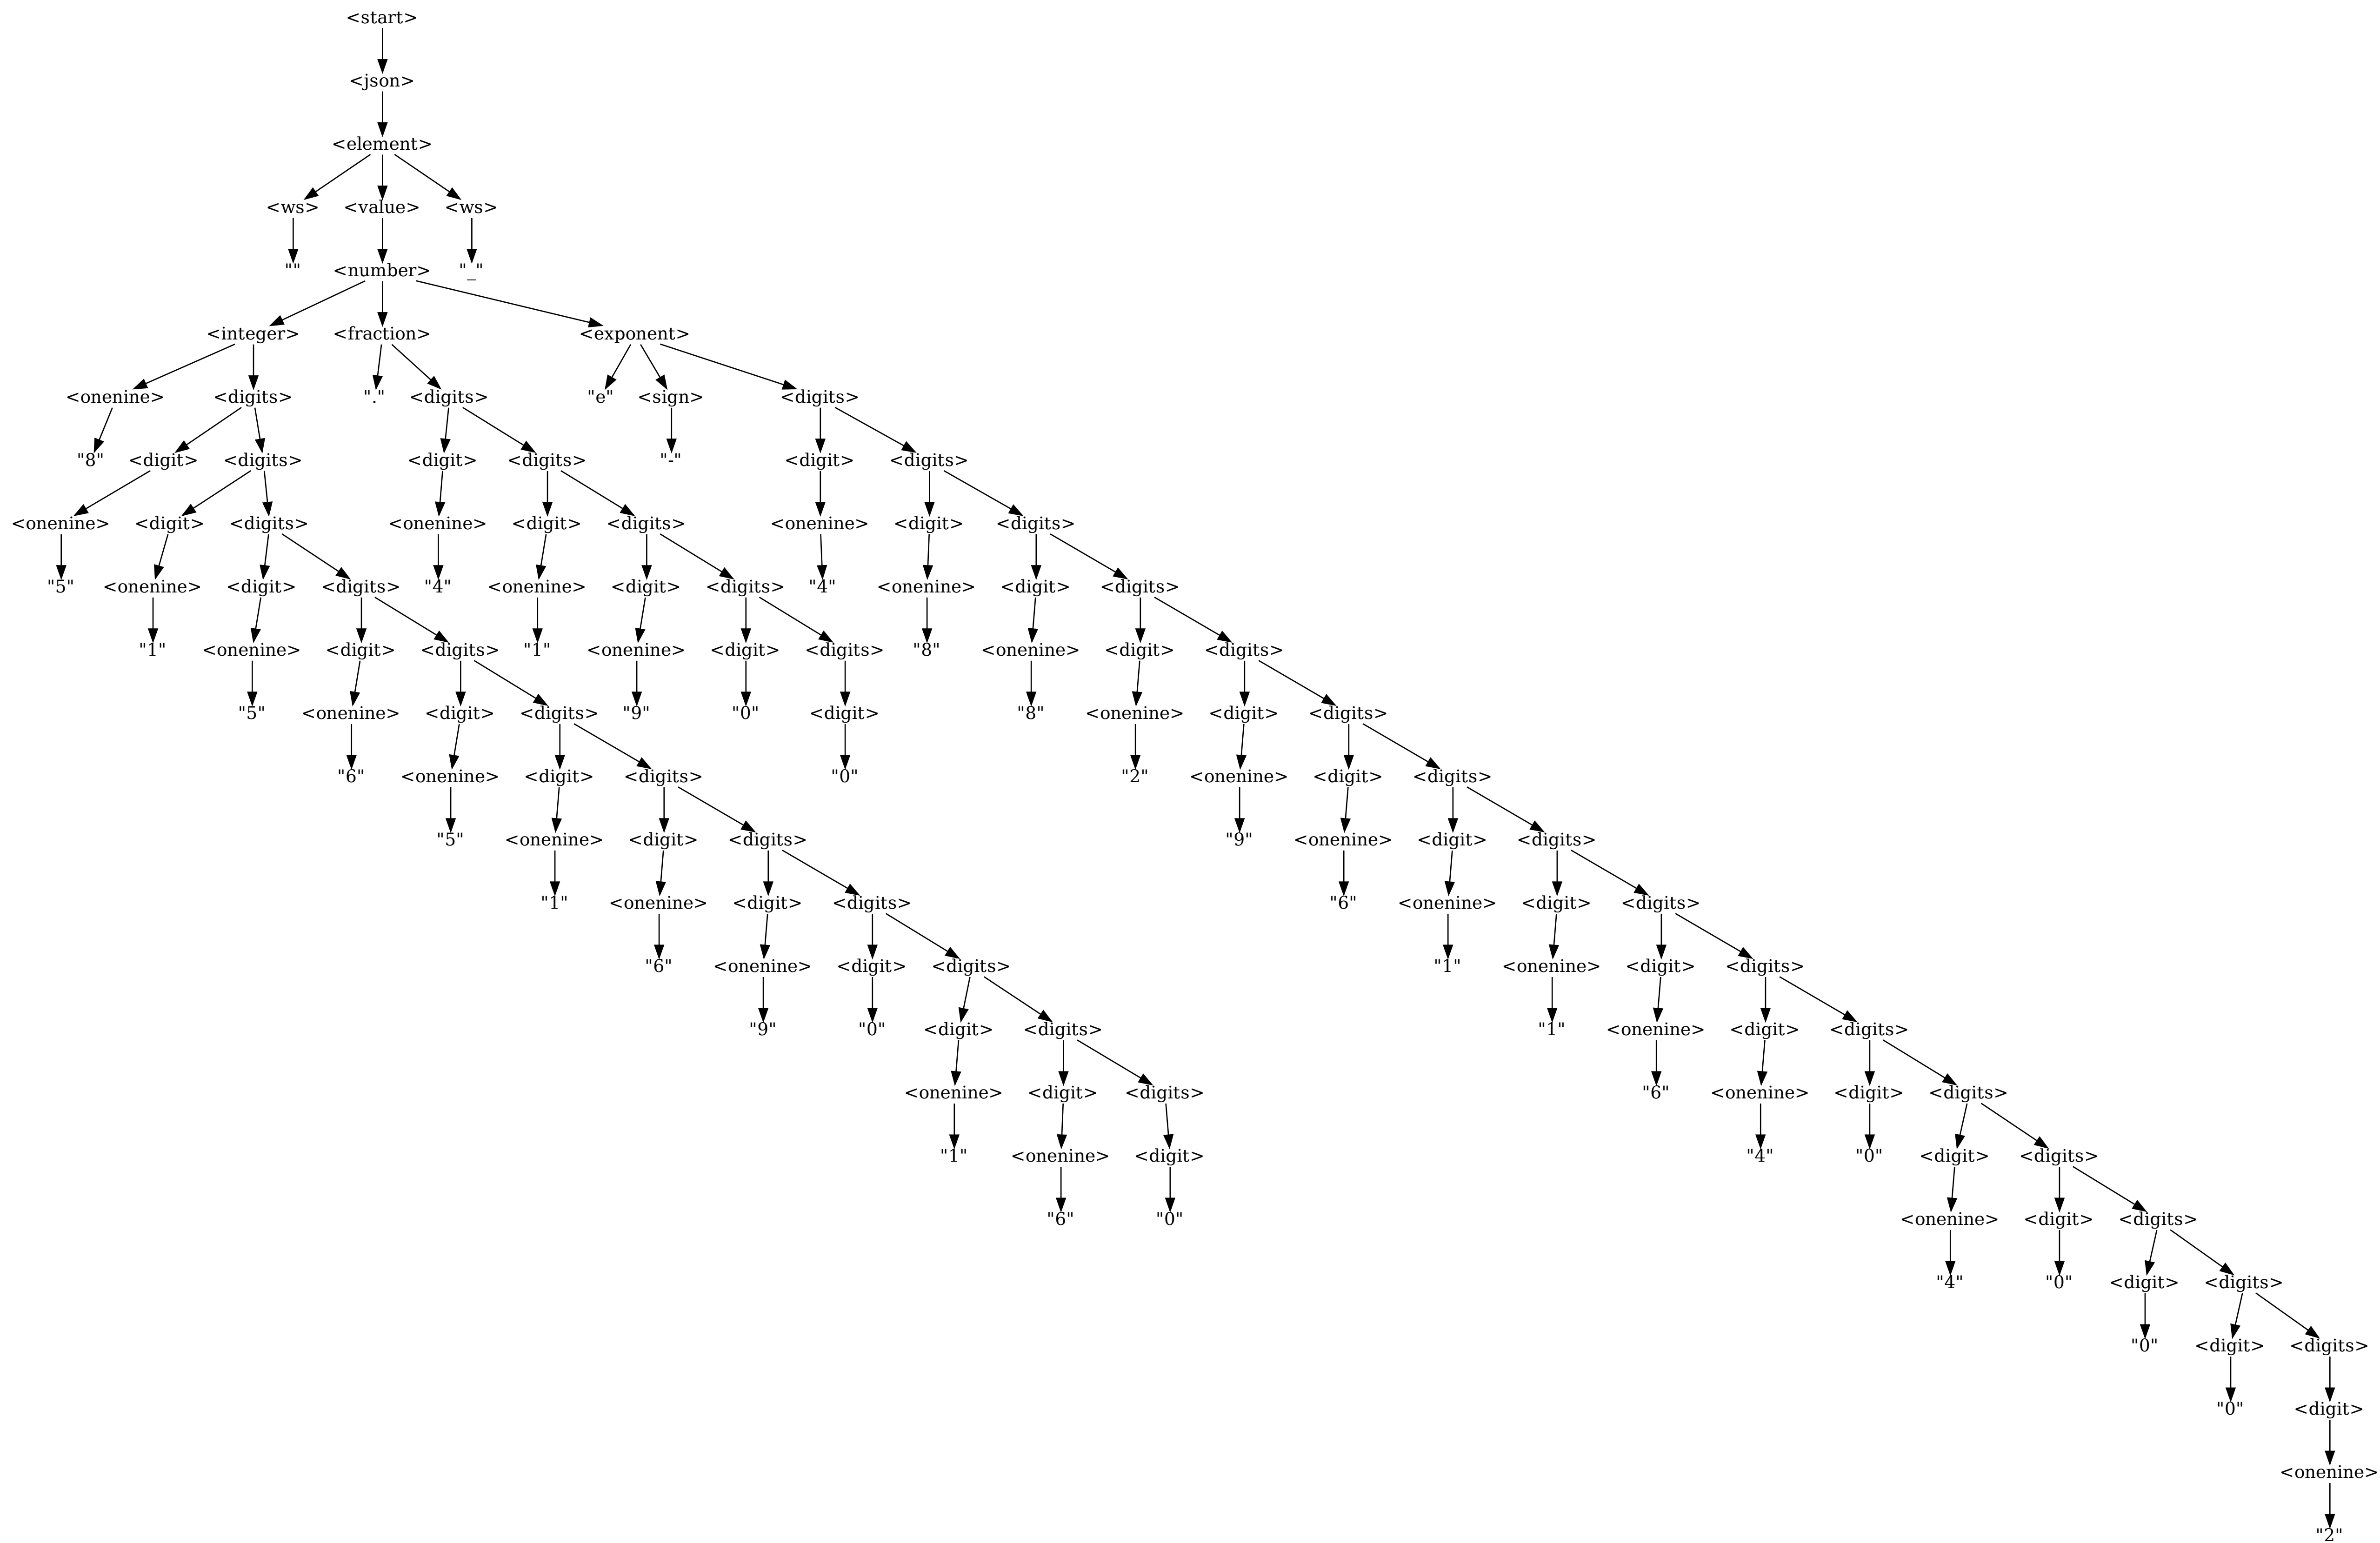 <start>
<json>
<element>
<ws> <value> <ws>
"" <number> "_"
<integer> <fraction> <exponent>
<onenine> <digits> "." <digits> "e" <sign> <digits>
"8" <digit> <digits> <digit> <digits> "-" <digit> <digits>
<onenine> <digit> <digits> <onenine> <digit> <digits> <onenine> <digit> <digits>
"5" <onenine> <digit> <digits> "4" <onenine> <digit> <digits> "4" <onenine> <digit> <digits>
"1" <onenine> <digit> <digits> "1" <onenine> <digit> <digits> "8" <onenine> <digit> <digits>
"5" <onenine> <digit> <digits> "9" "0" <digit> "8" <onenine> <digit> <digits>
"6" <onenine> <digit> <digits> "0" "2" <onenine> <digit> <digits>
"5" <onenine> <digit> <digits> "9" <onenine> <digit> <digits>
"1" <onenine> <digit> <digits> "6" <onenine> <digit> <digits>
"6" <onenine> <digit> <digits> "1" <onenine> <digit> <digits>
"9" "0" <digit> <digits> "1" <onenine> <digit> <digits>
<onenine> <digit> <digits> "6" <onenine> <digit> <digits>
"1" <onenine> <digit> "4" "0" <digit> <digits>
"6" "0" <onenine> <digit> <digits>
"4" "0" <digit> <digits>
"0" <digit> <digits>
"0" <digit>
<onenine>
"2"